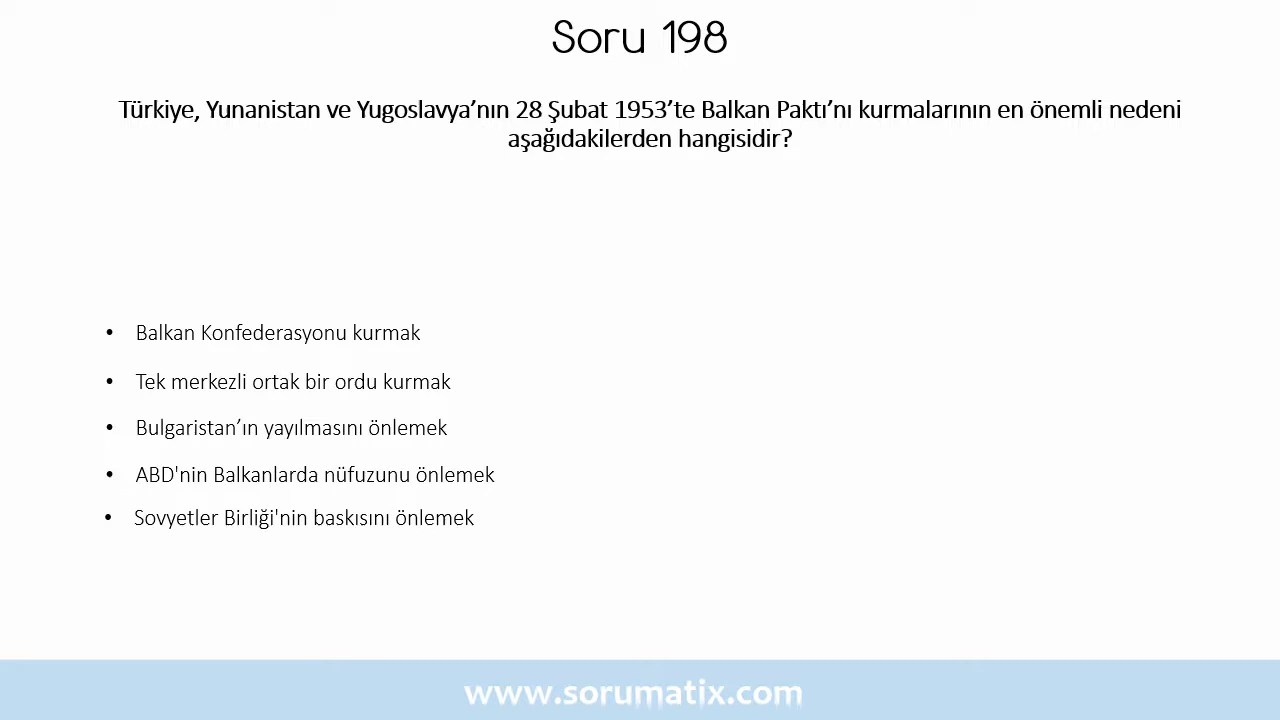 Soru 198
Türkiye, Yunanistan ve Yugoslavya’nın 28 Şubat 1953’te Balkan Paktı’nı kurmalarının en önemli nedeni
aşağıdakilerden hangisidir?
• Balkan Konfederasyonu kurmak
• Tek merkezli ortak bir ordu kurmak
• Bulgaristan’ın yayılmasını önlemek
• ABD'nin Balkanlarda nüfuzunu önlemek
• Sovyetler Birliği'nin baskısını önlemek
www.sorumatix.com